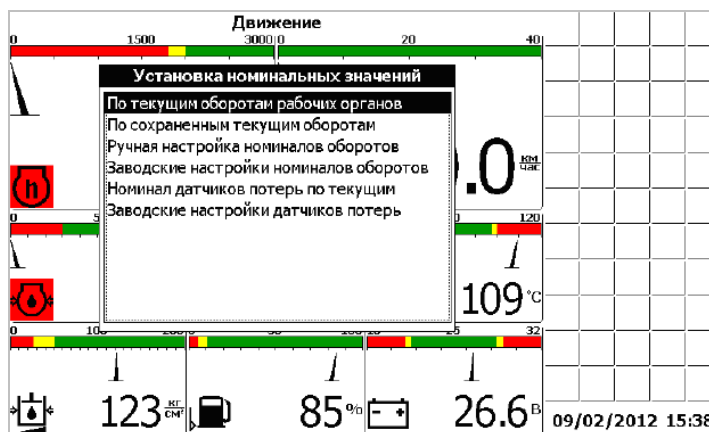 Движение
0 1500 3000 0 20 40
Установка номинальных значений
По текущим оборотам рабочих органов
По сохраненным текущим оборотам
Ручная настройка номиналов оборотов
Заводские настройки номиналов оборотов
Номинал датчиков потерь по текущим
Заводские настройки датчиков потерь
.0 км час
n
0 5 120
109 °C
0 32
123 кг см²
85 %
26.6 В
09/02/2012 15:38